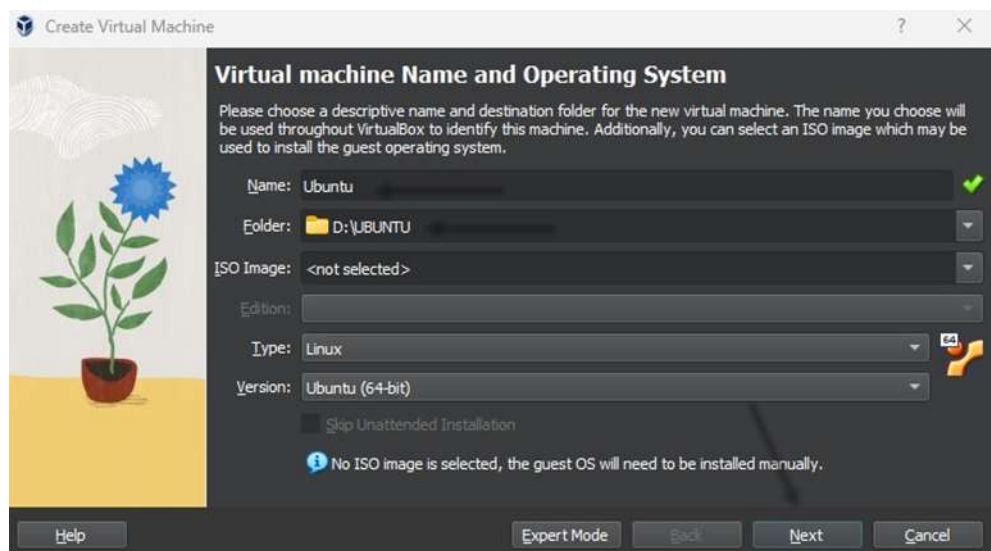 Create Virtual Machine
?
Virtual machine Name and Operating System
Please choose a descriptive name and destination folder for the new virtual machine. The name you choose will
be used throughout VirtualBox to identify this machine. Additionally, you can select an ISO image which may be
used to install the guest operating system.
Name: Ubuntu
Folder: D:\UBUNTU
ISO Image: <not selected>
Edition:
Type: Linux
64
Version: Ubuntu (64-bit)
Skip Unattended Installation
No ISO image is selected, the guest OS will need to be installed manually.
Help Expert Mode Back Next Cancel